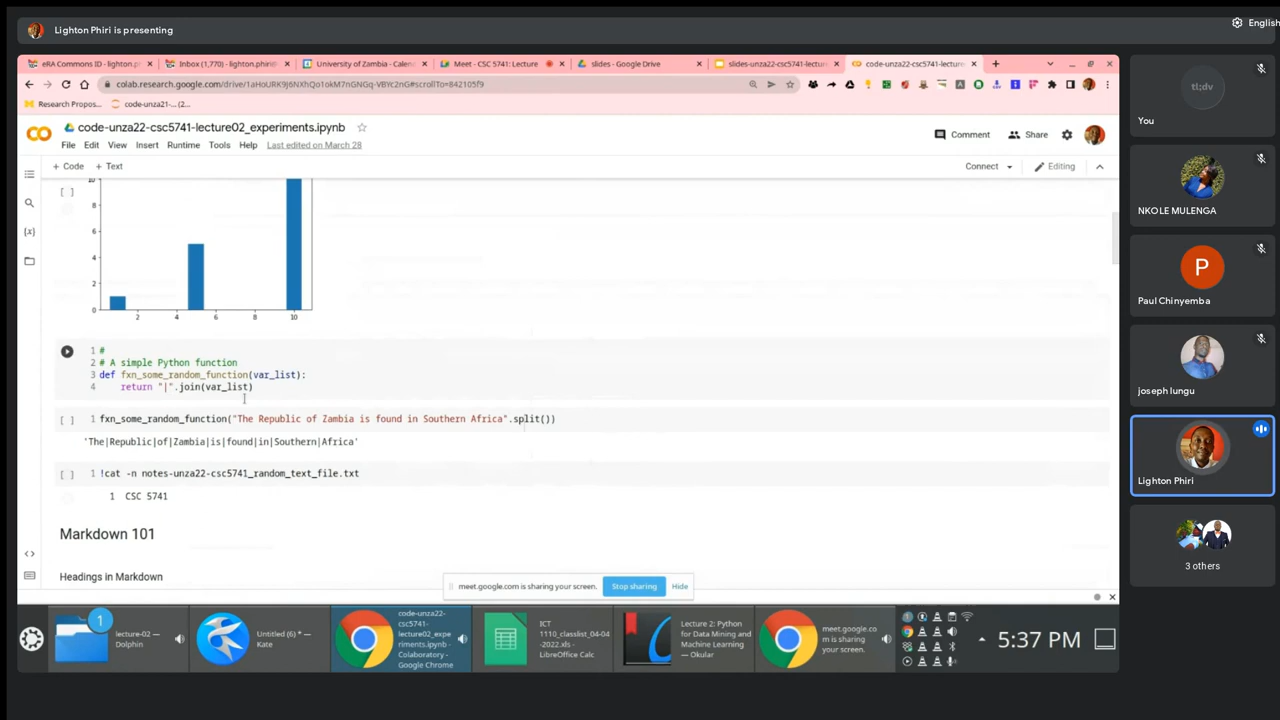 Lighton Phiri is presenting
English
eRA Commons ID - lighton.p
Inbox (1,770) - lighton.phiri@
University of Zambia - Calen
Meet - CSC 5741: Lecture
slides - Google Drive
slides-unza22-csc5741-lectur
code-unza22-csc5741-lectur
colab.research.google.com/drive/1aHoURK9J6NXhQo1okM7nGNGq-VBYc2nG#scrollTo=842105f9
Research Propos...
code-unza21-... (2...
code-unza22-csc5741-lecture02_experiments.ipynb
File Edit View Insert Runtime Tools Help Last edited on March 28
Comment
Share
+ Code + Text
Connect
Editing
10
8
6
4
2
0
2 4 6 8 10
1 #
2 # A simple Python function
3 def fxn_some_random_function(var_list):
4 return "|".join(var_list)
[ ] 1 fxn_some_random_function("The Republic of Zambia is found in Southern Africa".split())
'The|Republic|of|Zambia|is|found|in|Southern|Africa'
[ ] 1 !cat -n notes-unza22-csc5741_random_text_file.txt
1 CSC 5741
Markdown 101
Headings in Markdown
meet.google.com is sharing your screen.
Stop sharing
Hide
1
lecture-02 —
Dolphin
Untitled (6) * —
Kate
code-unza22-
csc5741-
lecture02_expe
riments.ipynb -
Colaboratory -
Google Chrome
ICT
1110_classlist_04-04
-2022.xls -
LibreOffice Calc
Lecture 2: Python
for Data Mining and
Machine Learning
— Okular
meet.google.co
m is sharing
your screen.
5:37 PM
tl;dv
You
NKOLE MULENGA
P
Paul Chinyemba
joseph lungu
Lighton Phiri
3 others